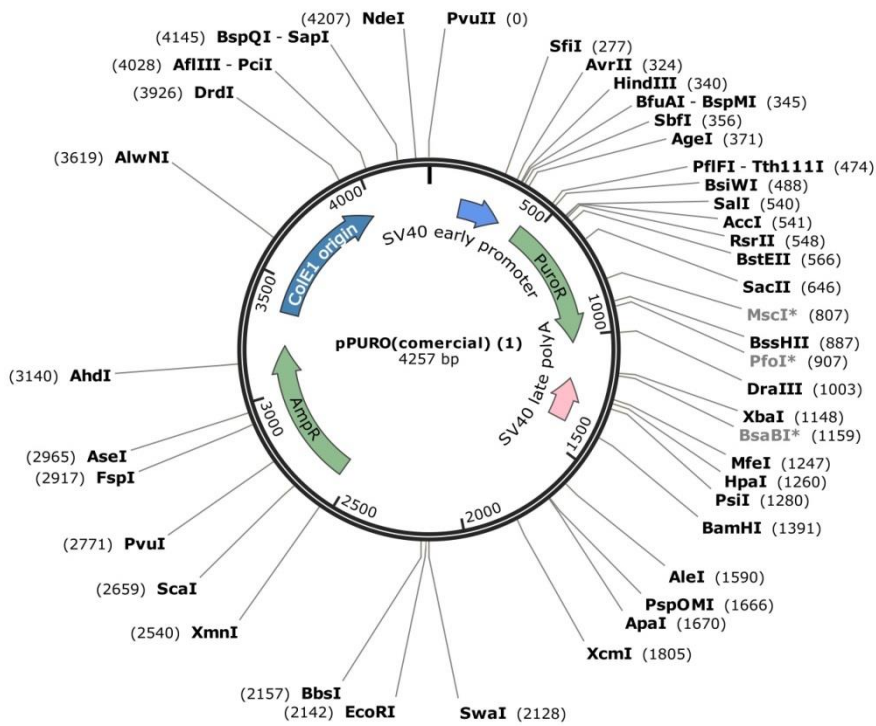 (4207) NdeI
PvuII (0)
(4145) BspQI - SapI
(4028) AflIII - PciI
(3926) DrdI
(3619) AlwNI
(3140) AhdI
(2965) AseI
(2917) FspI
(2771) PvuI
(2659) ScaI
(2540) XmnI
(2157) BbsI
(2142) EcoRI
SwaI (2128)
SfiI (277)
AvrII (324)
HindIII (340)
BfuAI - BspMI (345)
SbfI (356)
AgeI (371)
PflFI - Tth111I (474)
BsiWI (488)
SalI (540)
AccI (541)
RsrII (548)
BstEII (566)
SacII (646)
MscI* (807)
BssHII (887)
PfoI* (907)
DraIII (1003)
XbaI (1148)
BsaBI* (1159)
MfeI (1247)
HpaI (1260)
PsiI (1280)
BamHI (1391)
AleI (1590)
PspOMI (1666)
ApaI (1670)
XcmI (1805)
500
1000
1500
2000
2500
3000
3500
4000
SV40 early promoter
PuroR
SV40 late polyA
AmpR
ColE1 origin
pPURO(comercial) (1)
4257 bp